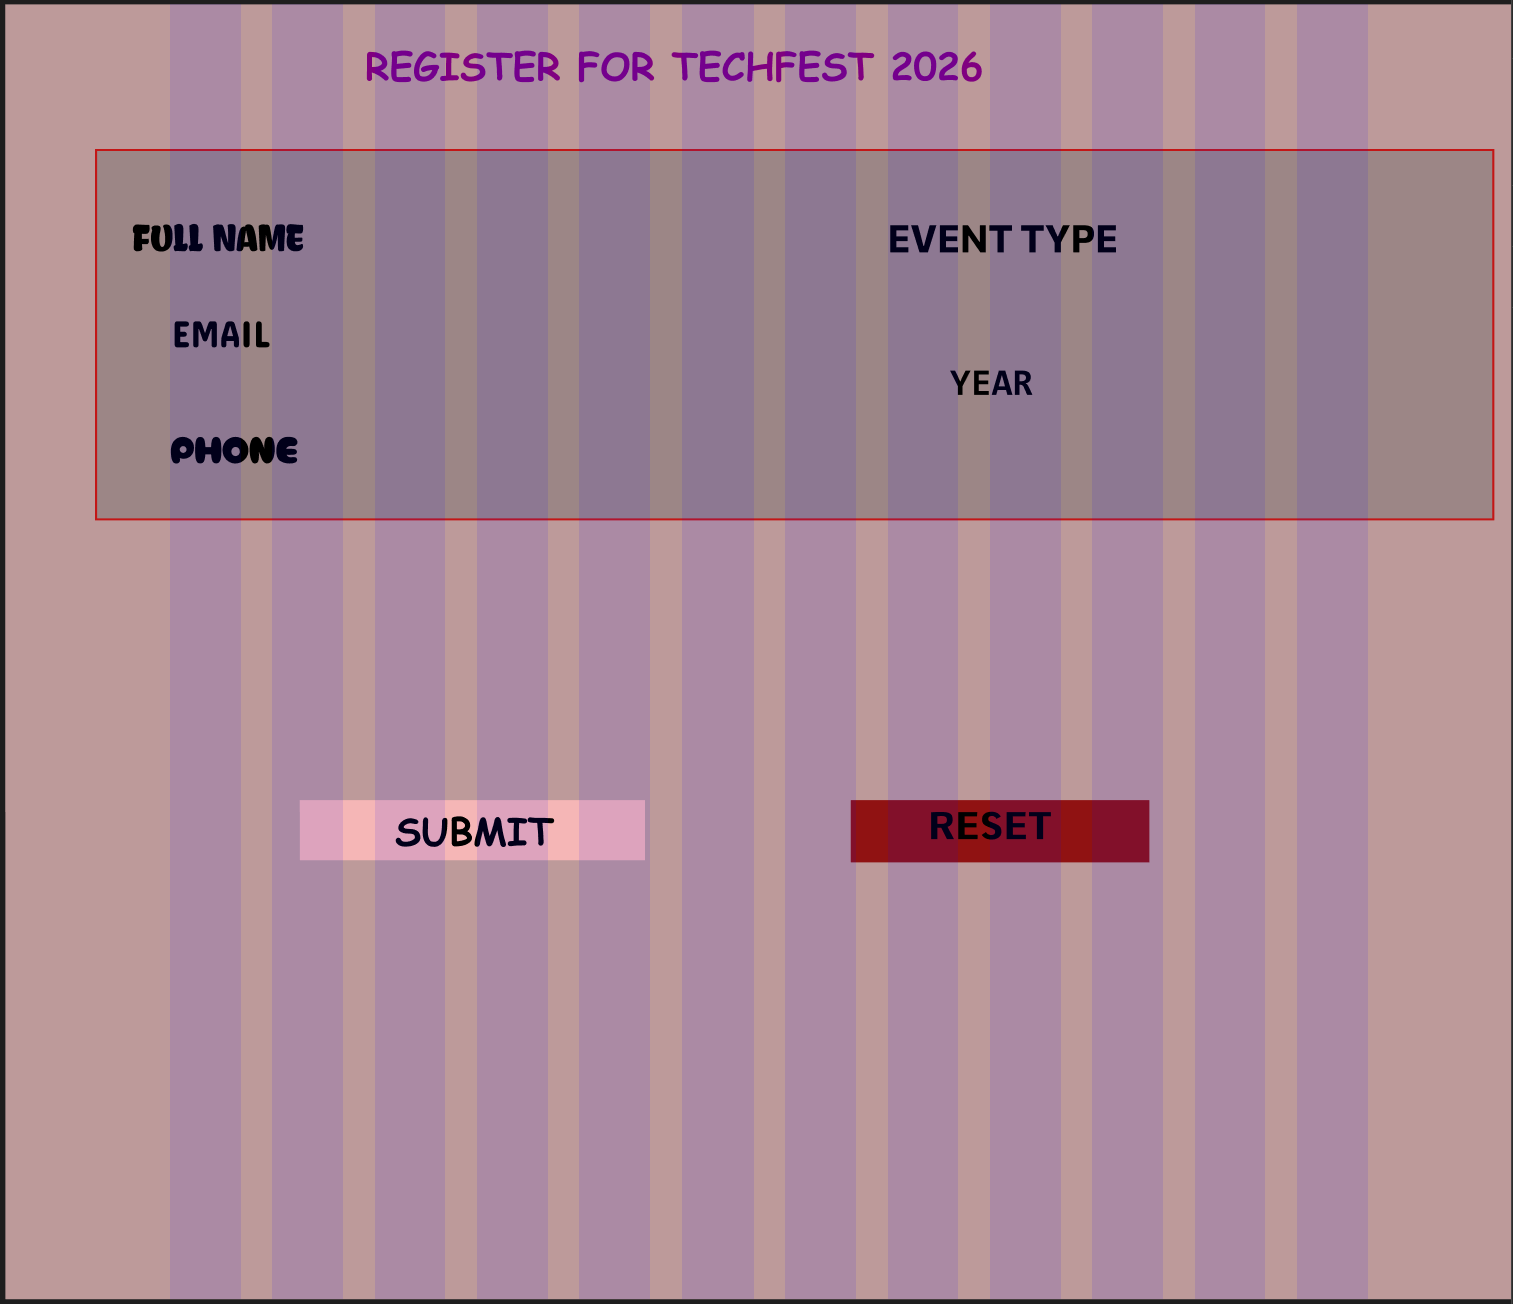 REGISTER FOR TECHFEST 2026
FULL NAME
EVENT TYPE
EMAIL
YEAR
PHONE
SUBMIT
RESET